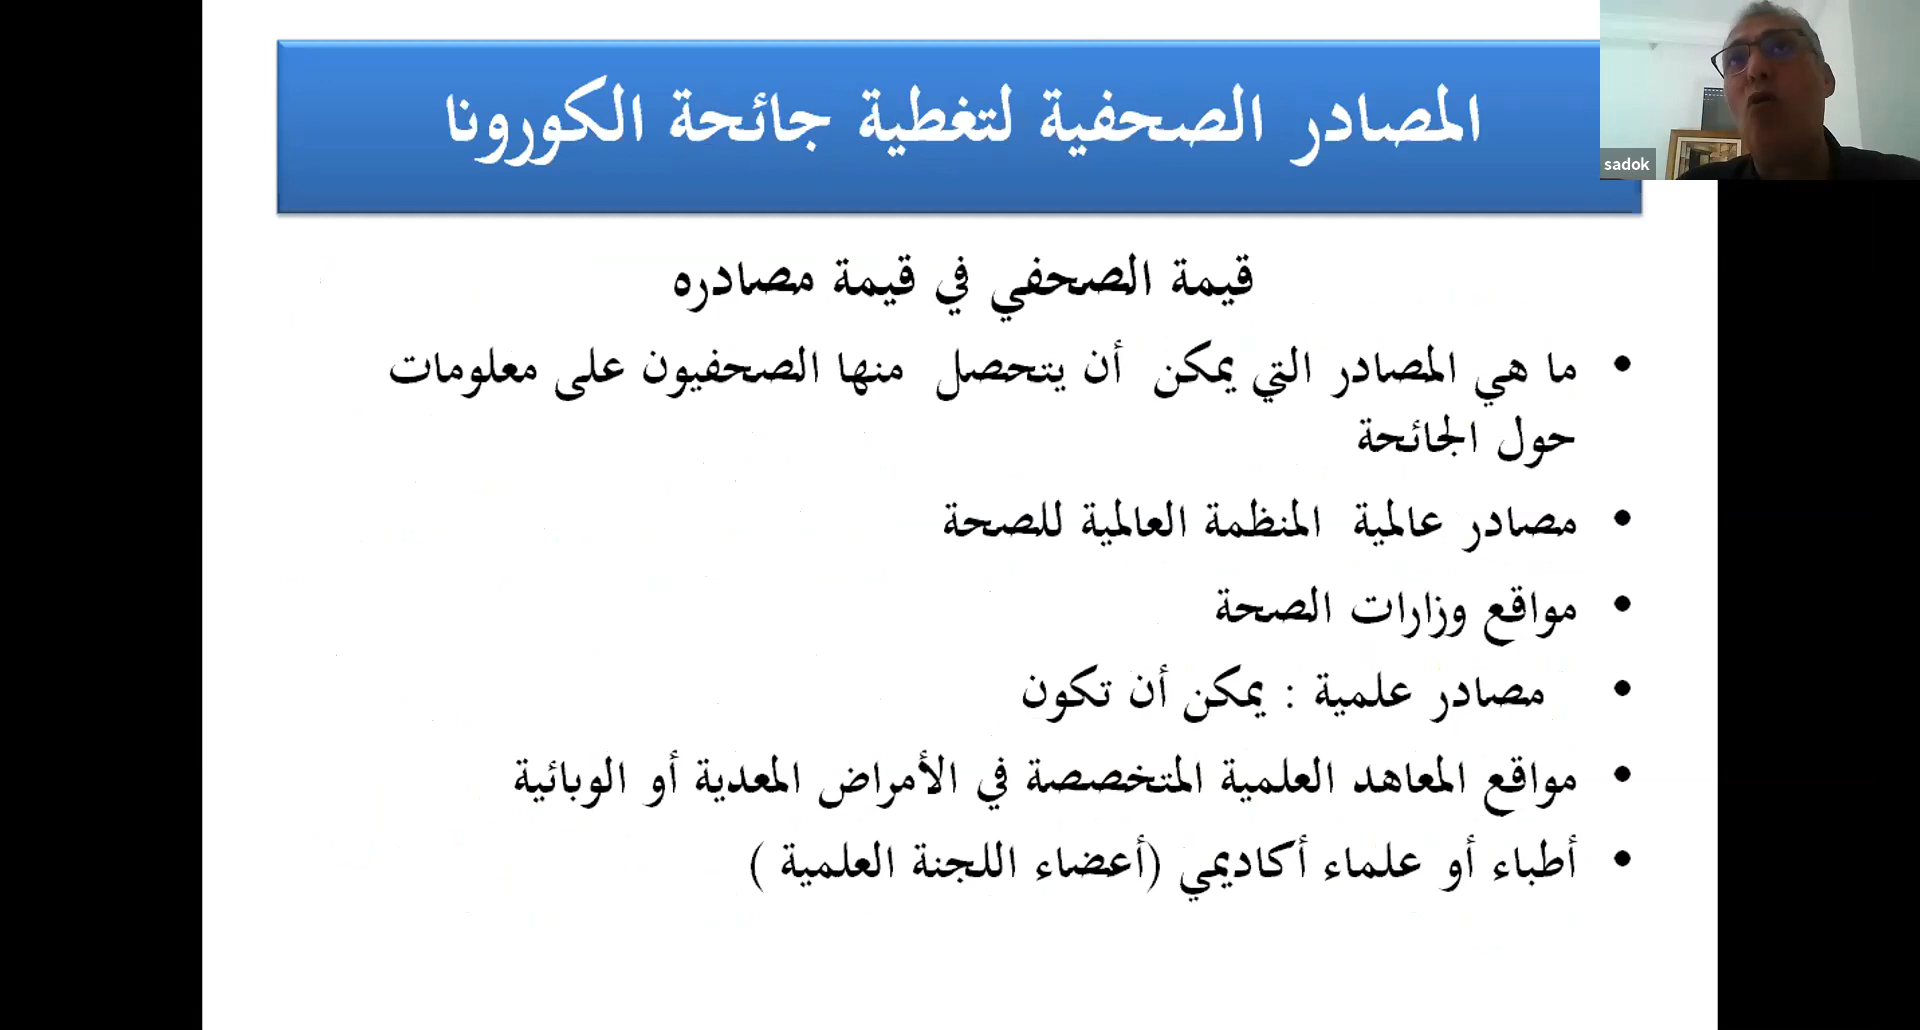 المصادر الصحفية لتغطية جائحة الكورونا
sadok
قيمة الصحفي في قيمة مصادره
• ما هي المصادر التي يمكن أن يتحصل منها الصحفيون على معلومات
حول الجائحة
• مصادر عالمية المنظمة العالمية للصحة
• مواقع وزارات الصحة
• مصادر علمية : يمكن أن تكون
• مواقع المعاهد العلمية المتخصصة في الأمراض المعدية أو الوبائية
• أطباء أو علماء أكاديمي (أعضاء اللجنة العلمية )